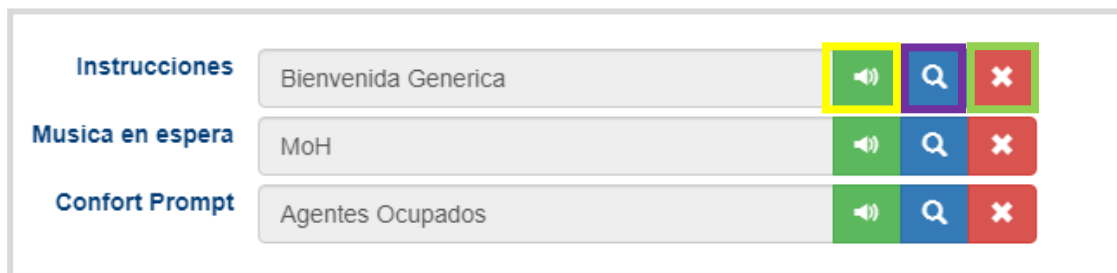 Instrucciones Bienvenida Generica
Musica en espera MoH
Confort Prompt Agentes Ocupados